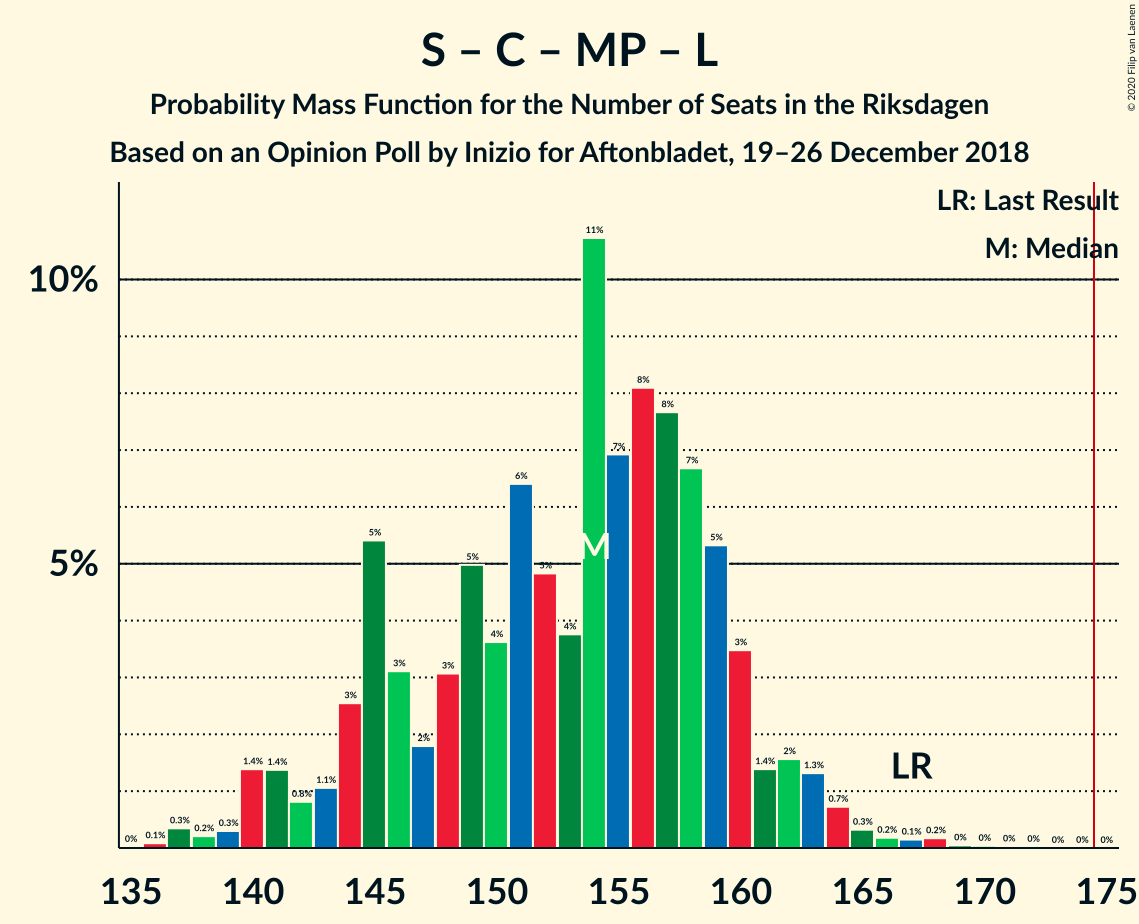 S – C – MP – L
Probability Mass Function for the Number of Seats in the Riksdagen
Based on an Opinion Poll by Inizio for Aftonbladet, 19–26 December 2018
© 2020 Filip van Laenen
LR: Last Result
M: Median
10%
5%
0% 0.1% 0.3% 0.2% 0.3% 1.4% 1.4% 0.8% 1.1% 3% 5% 3% 2% 3% 5% 4% 6% 5% 4% 11% 7% 8% 8% 7% 5% 3% 1.4% 2% 1.3% 0.7% 0.3% 0.2% 0.1% 0.2% 0% 0% 0% 0% 0% 0% 0%
M
LR
135 140 145 150 155 160 165 170 175